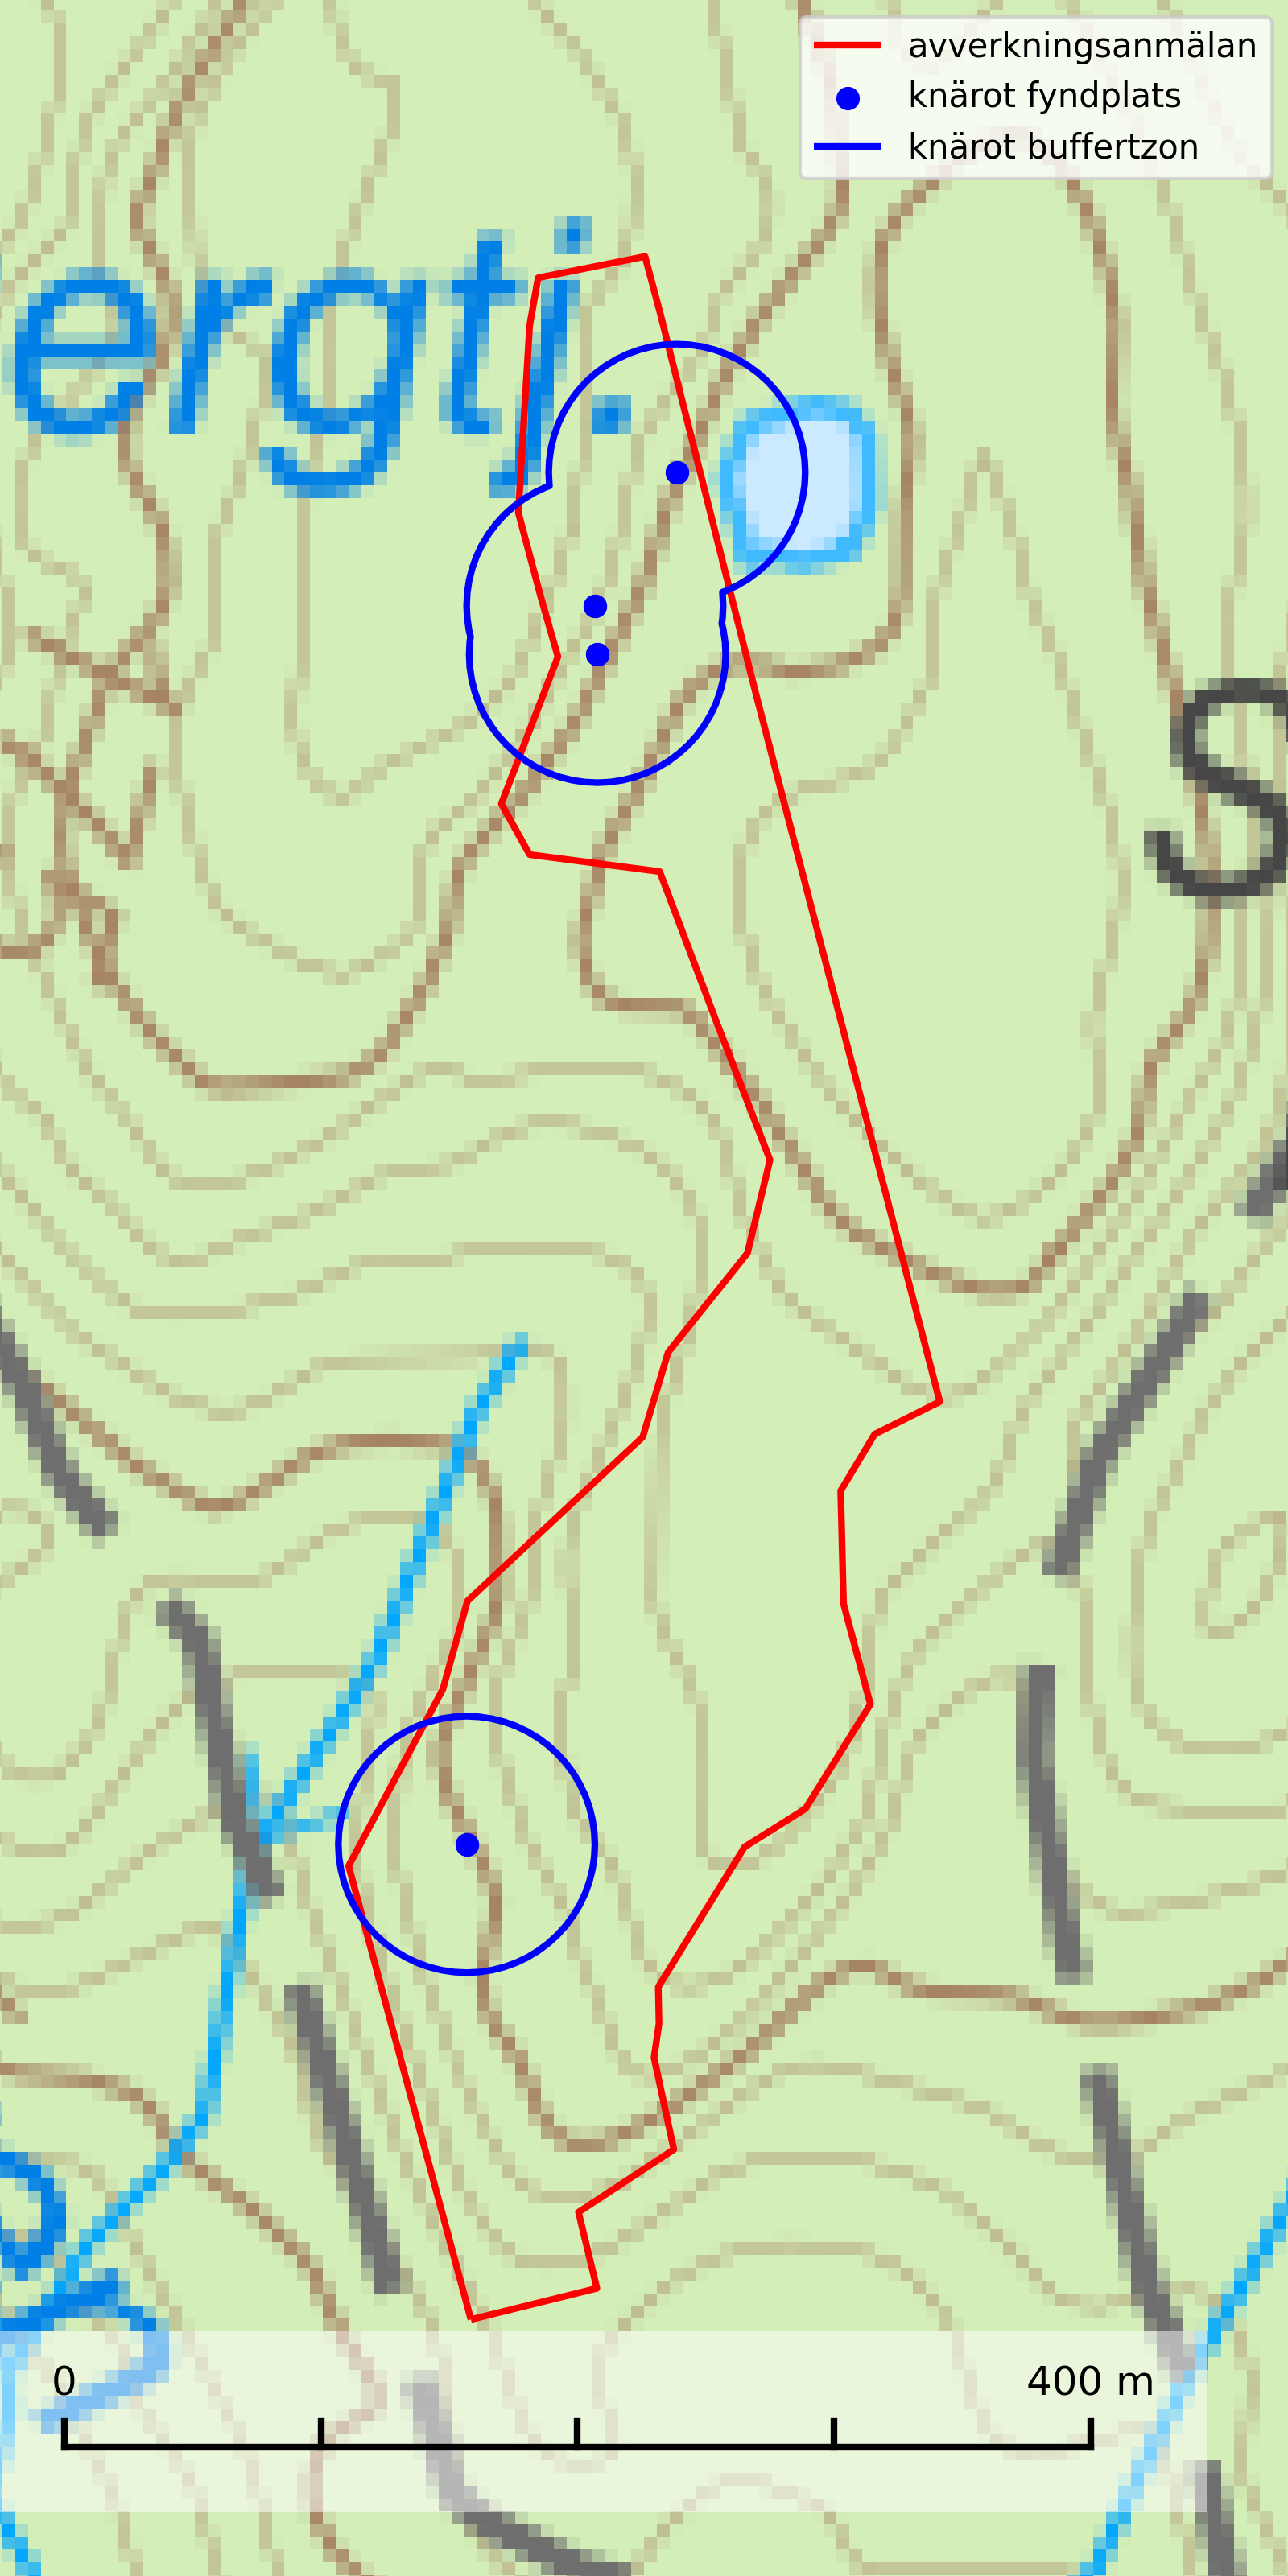 avverkningsanmälan
knärot fyndplats
knärot buffertzon
ergtj.
S
0
400 m